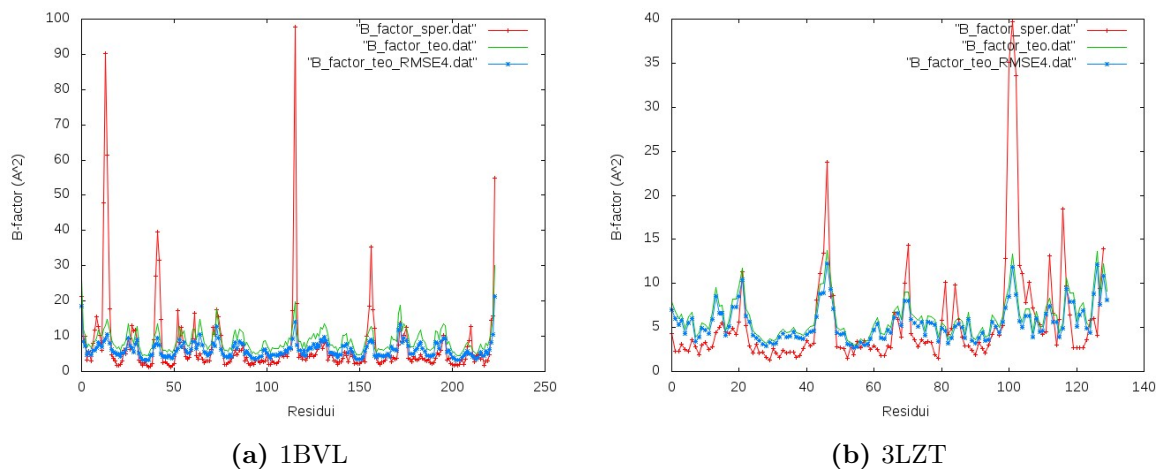 100
90
80
70
60
50
40
30
20
10
0
B-factor (A^2)
0 50 100 150 200 250
Residui
"B_factor_sper.dat"
"B_factor_teo.dat"
"B_factor_teo_RMSE4.dat"
(a) 1BVL
40
35
30
25
20
15
10
5
0
B-factor (A^2)
0 20 40 60 80 100 120 140
Residui
"B_factor_sper.dat"
"B_factor_teo.dat"
"B_factor_teo_RMSE4.dat"
(b) 3LZT